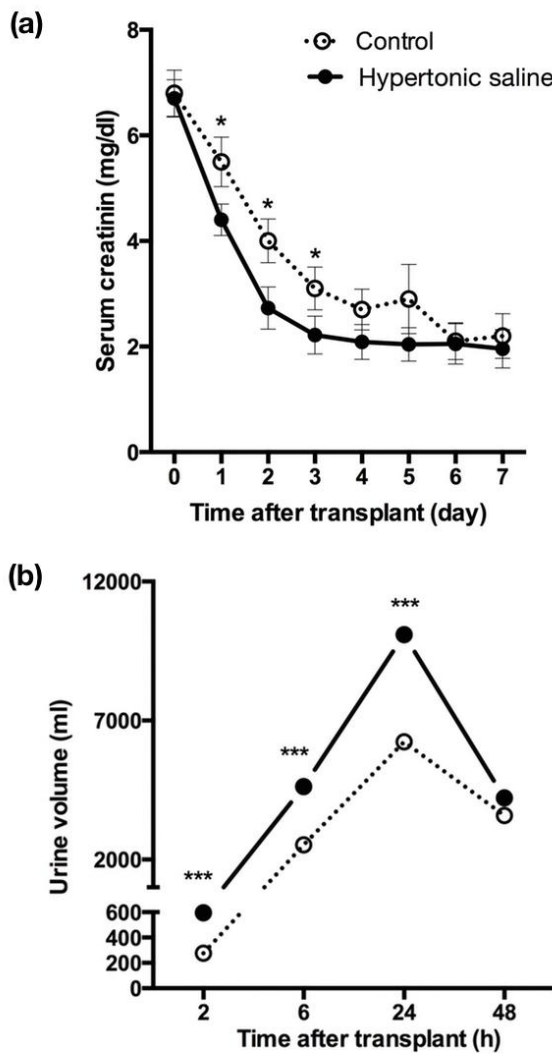 (a)
Control
Hypertonic saline
8
6
4
2
0
*
*
*
Serum creatinin (mg/dl)
0 1 2 3 4 5 6 7
Time after transplant (day)
(b)
12000
7000
2000
600
400
200
0
***
***
***
Urine volume (ml)
2 6 24 48
Time after transplant (h)